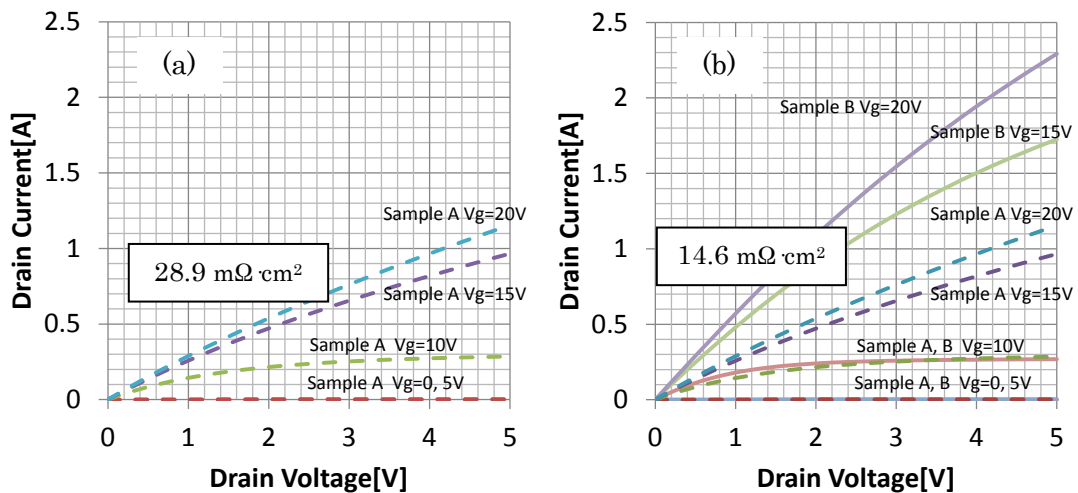 (a)
2.5
2
1.5
1
0.5
0
Drain Current[A]
Sample A Vg=20V
28.9 mΩ·cm²
Sample A Vg=15V
Sample A Vg=10V
Sample A Vg=0, 5V
0 1 2 3 4 5
Drain Voltage[V]
(b)
2.5
2
1.5
1
0.5
0
Drain Current[A]
Sample B Vg=20V
Sample B Vg=15V
Sample A Vg=20V
14.6 mΩ·cm²
Sample A Vg=15V
Sample A, B Vg=10V
Sample A, B Vg=0, 5V
0 1 2 3 4 5
Drain Voltage[V]